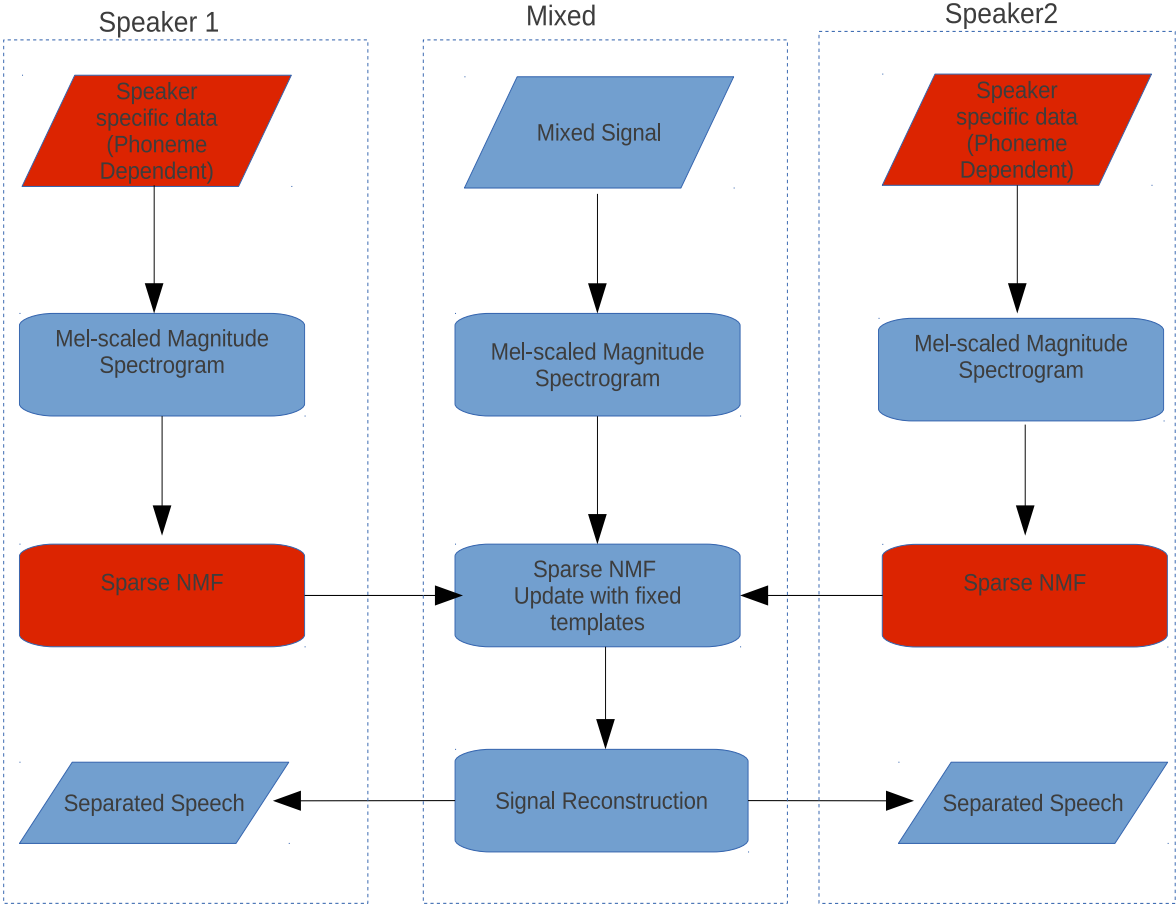 Speaker 1
Mixed
Speaker2
Speaker
specific data
(Phoneme
Dependent)
Mixed Signal
Speaker
specific data
(Phoneme
Dependent)
Mel-scaled Magnitude
Spectrogram
Mel-scaled Magnitude
Spectrogram
Mel-scaled Magnitude
Spectrogram
Sparse NMF
Sparse NMF
Update with fixed
templates
Sparse NMF
Separated Speech
Signal Reconstruction
Separated Speech